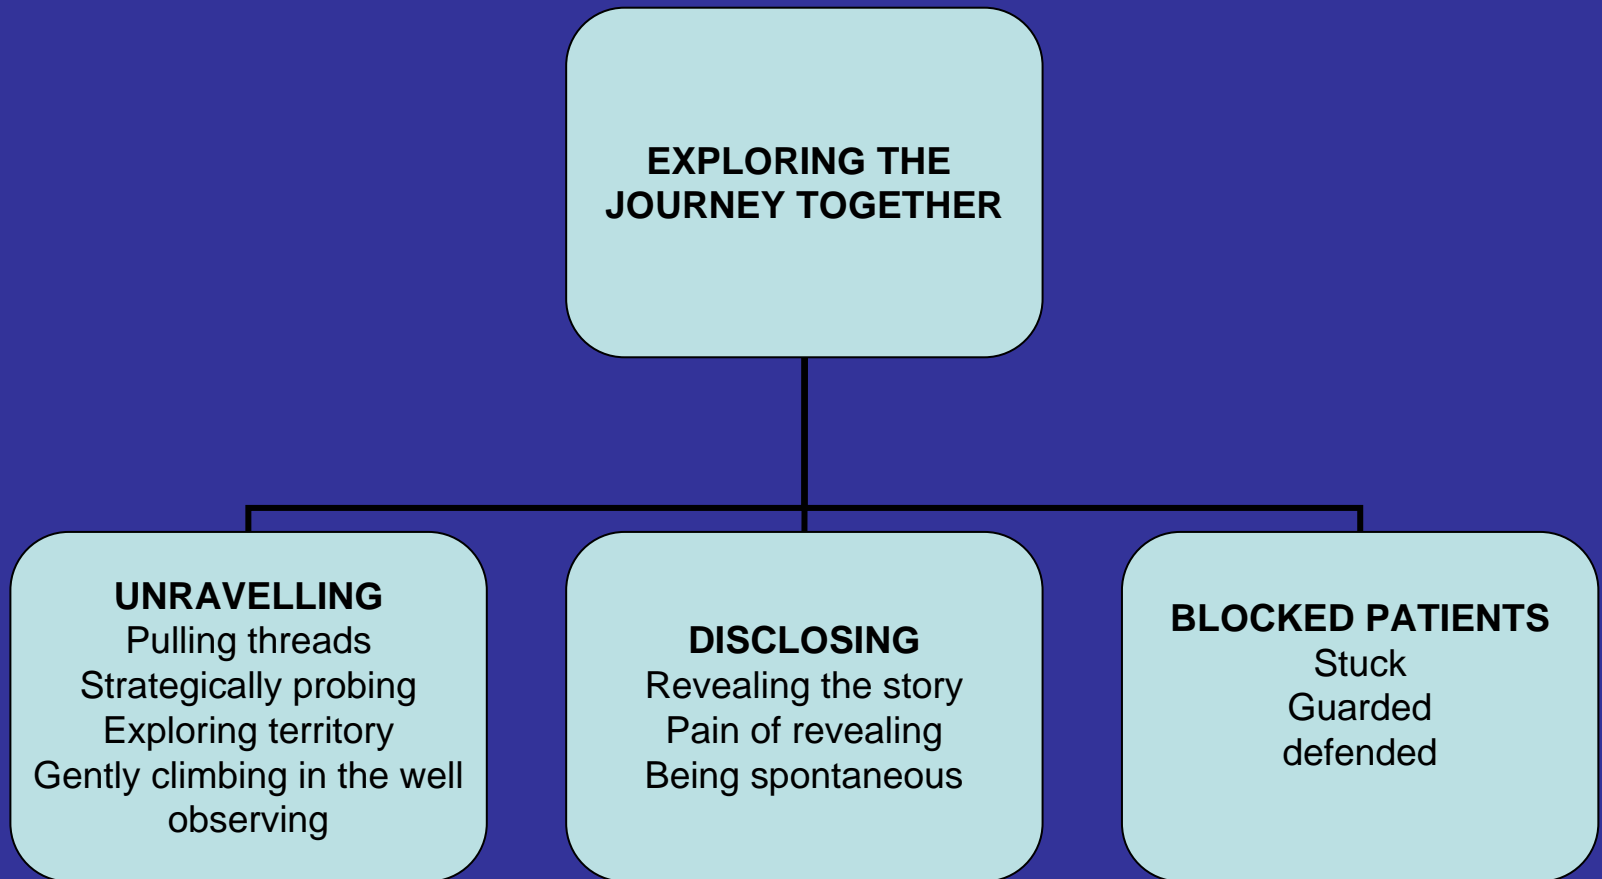 EXPLORING THE
JOURNEY TOGETHER
UNRAVELLING
Pulling threads
Strategically probing
Exploring territory
Gently climbing in the well
observing
DISCLOSING
Revealing the story
Pain of revealing
Being spontaneous
BLOCKED PATIENTS
Stuck
Guarded
defended